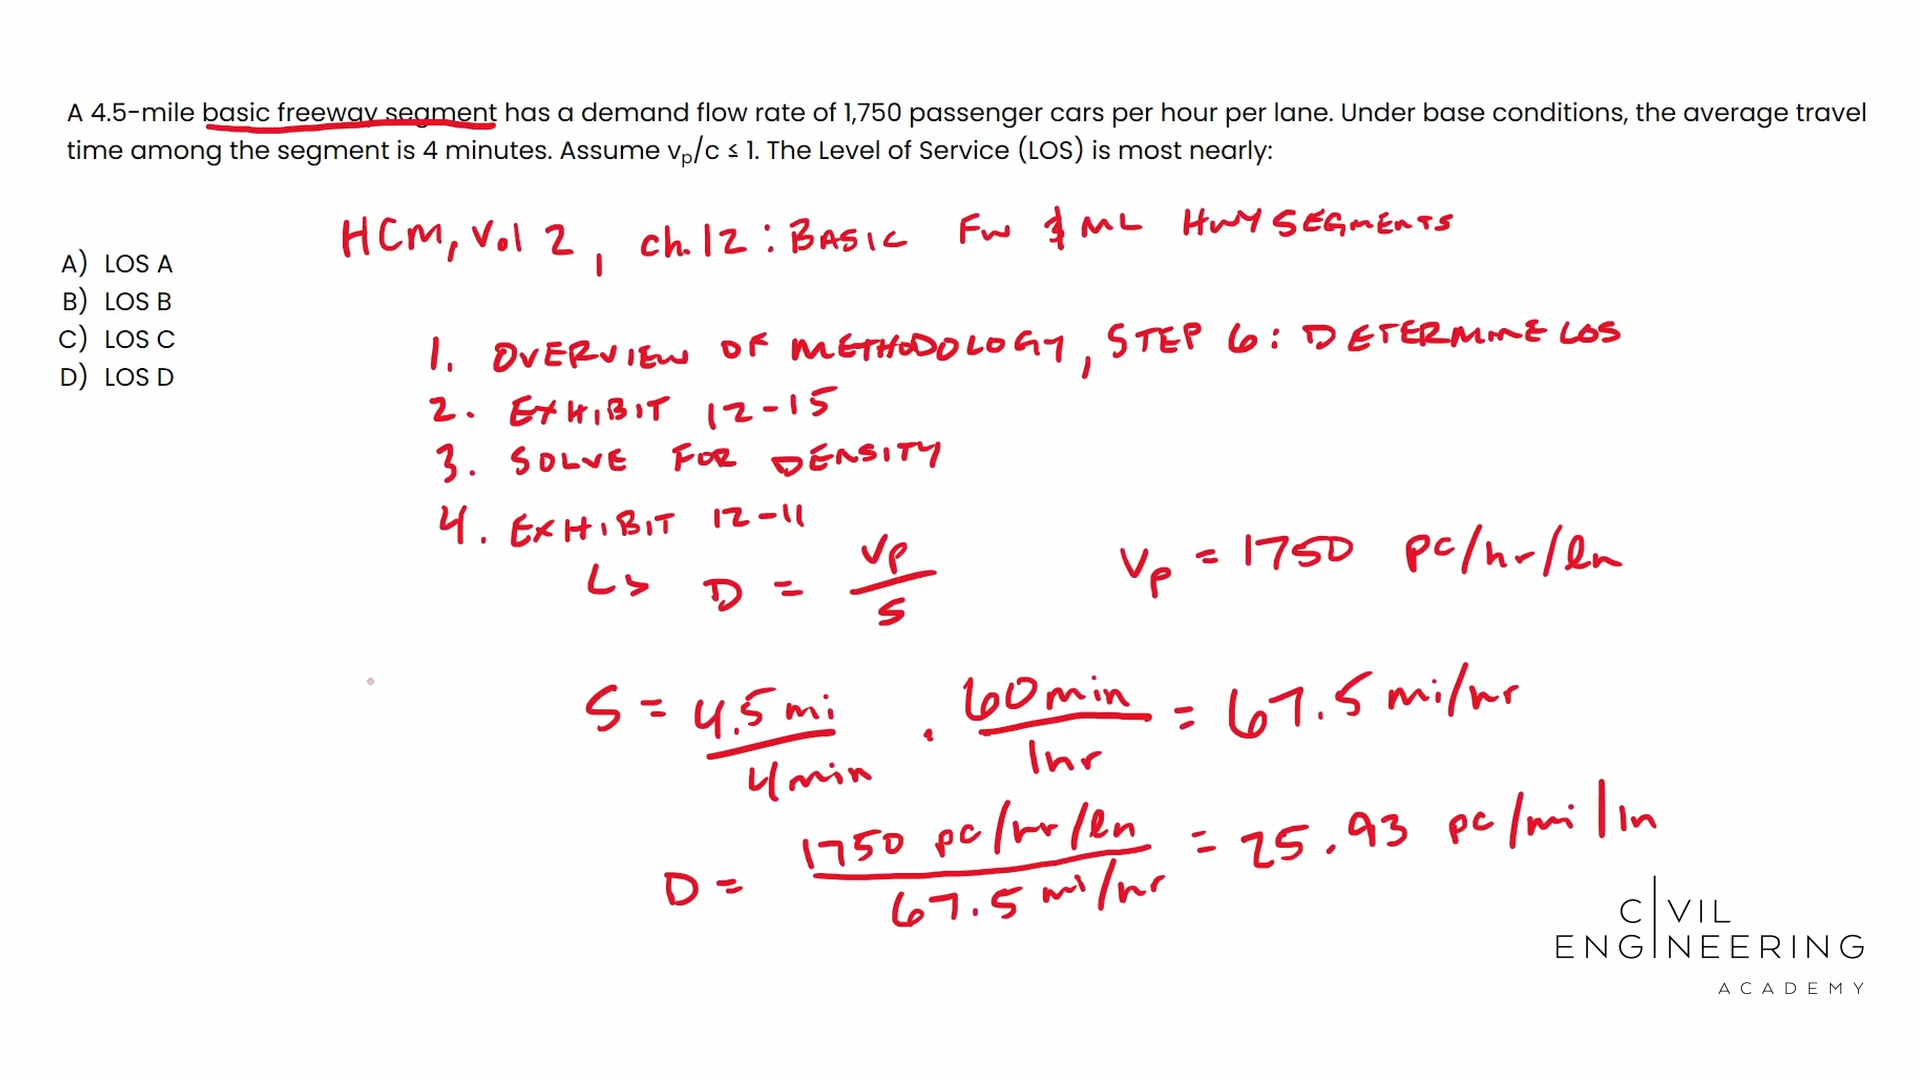 A 4.5-mile basic freeway segment has a demand flow rate of 1,750 passenger cars per hour per lane. Under base conditions, the average travel
time among the segment is 4 minutes. Assume vₚ/c ≤ 1. The Level of Service (LOS) is most nearly:
HCM, Vol 2, ch. 12 : BASIC FW & ML HWY SEGMENTS
A) LOS A
B) LOS B
C) LOS C
D) LOS D
1. OVERVIEW OF METHODOLOGY, STEP 6: DETERMINE LOS
2. EXHIBIT 12-15
3. SOLVE FOR DENSITY
4. EXHIBIT 12-11
↳ D = vp / S
Vp = 1750 pc/hr/ln
S = 4.5 mi / 4 min · 60 min / 1 hr = 67.5 mi/hr
D = 1750 pc/hr/ln / 67.5 mi/hr = 25.93 pc/mi/ln
CIVIL
ENGINEERING
ACADEMY